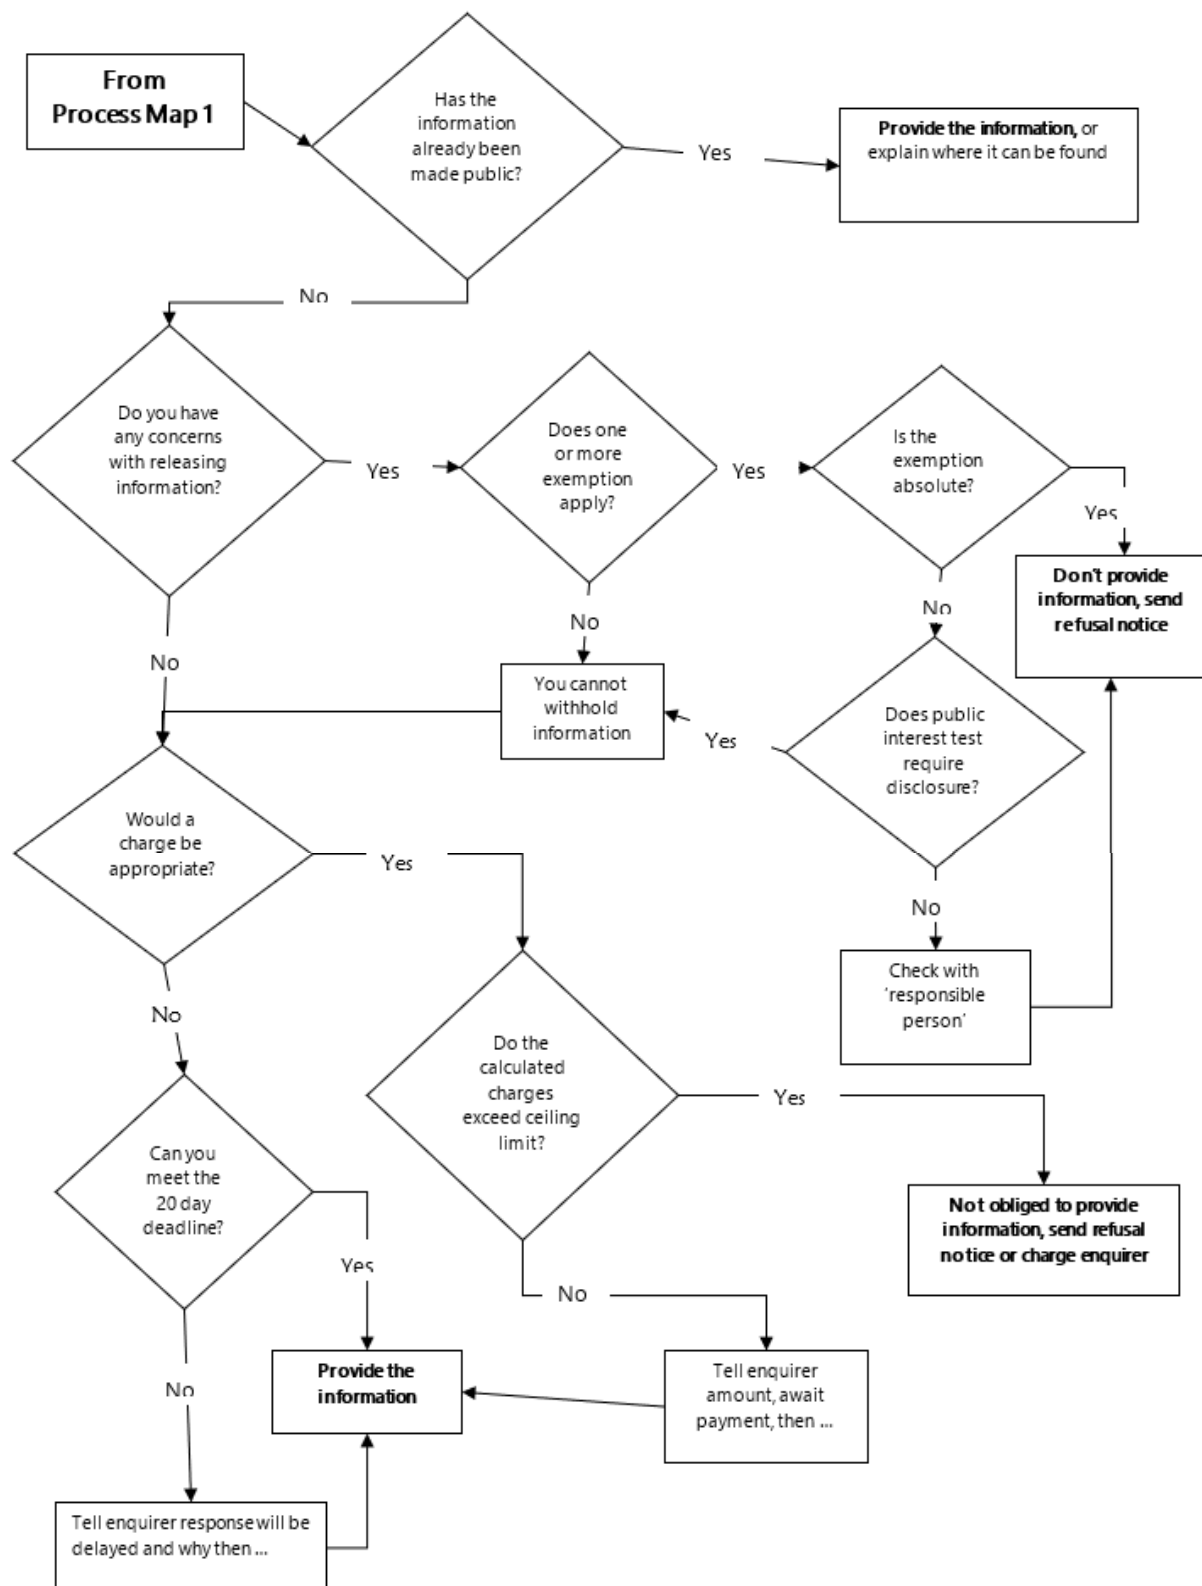 From
Process Map 1
Has the
information
already been
made public?
Yes
Provide the information, or
explain where it can be found
No
Do you have
any concerns
with releasing
information?
Yes
Does one
or more
exemption
apply?
Yes
Is the
exemption
absolute?
Yes
Don't provide
information, send
refusal notice
No
No
No
You cannot
withhold
information
Yes
Does public
interest test
require
disclosure?
Would a
charge be
appropriate?
Yes
No
Check with
‘responsible
person’
No
Do the
calculated
charges
exceed ceiling
limit?
Yes
Can you
meet the
20 day
deadline?
Not obliged to provide
information, send refusal
notice or charge enquirer
Yes
No
Provide the
information
Tell enquirer
amount, await
payment, then ...
No
Tell enquirer response will be
delayed and why then ...